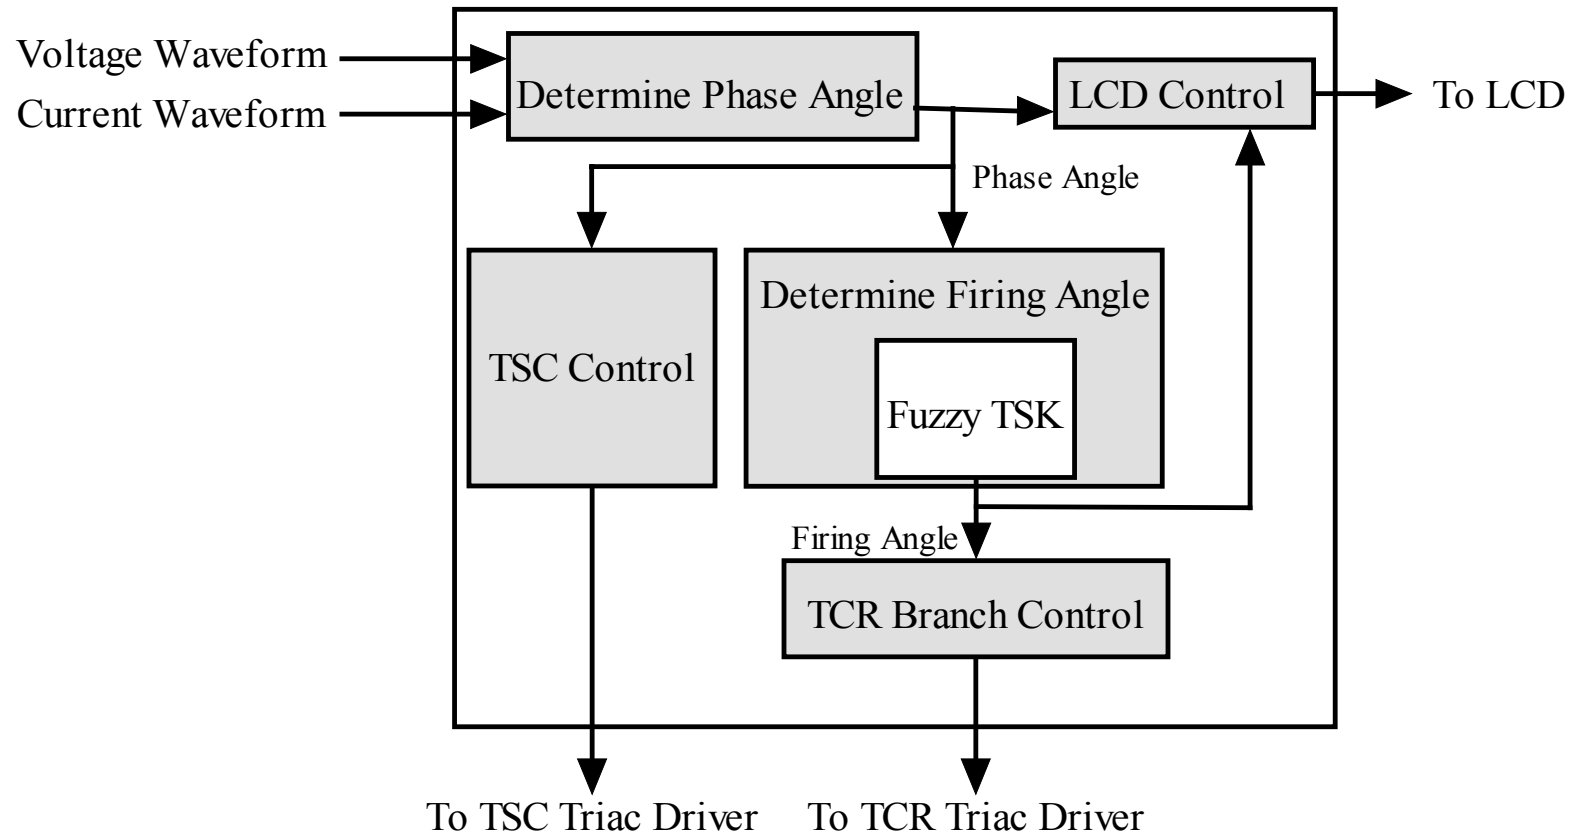 Voltage Waveform
Current Waveform
Determine Phase Angle
LCD Control
To LCD
Phase Angle
TSC Control
Determine Firing Angle
Fuzzy TSK
Firing Angle
TCR Branch Control
To TSC Triac Driver
To TCR Triac Driver